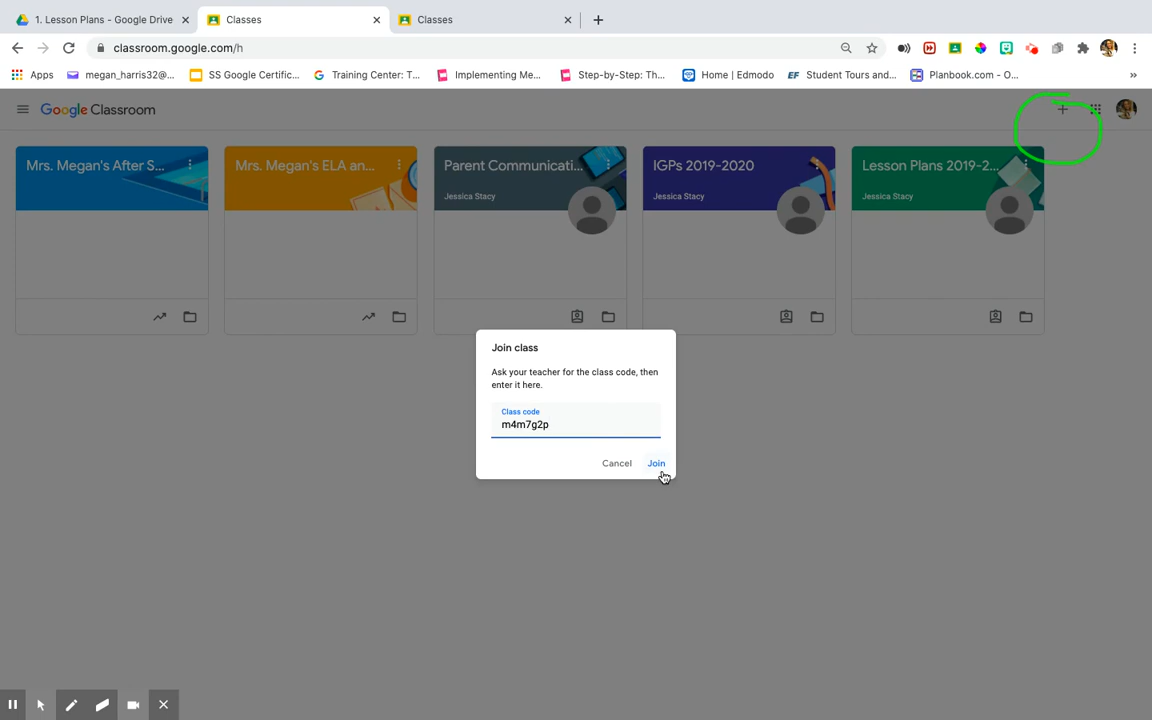 1. Lesson Plans - Google Drive
Classes
Classes
classroom.google.com/h
Apps
megan_harris32@...
SS Google Certific...
Training Center: T...
Implementing Me...
Step-by-Step: Th...
Home | Edmodo
EF
Student Tours and...
Planbook.com - O...
»
Google Classroom
Mrs. Megan's After S...
Mrs. Megan's ELA an...
Parent Communicati...
IGPs 2019-2020
Lesson Plans 2019-2...
Jessica Stacy
Jessica Stacy
Jessica Stacy
Join class
Ask your teacher for the class code, then
enter it here.
Class code
m4m7g2p
Cancel
Join